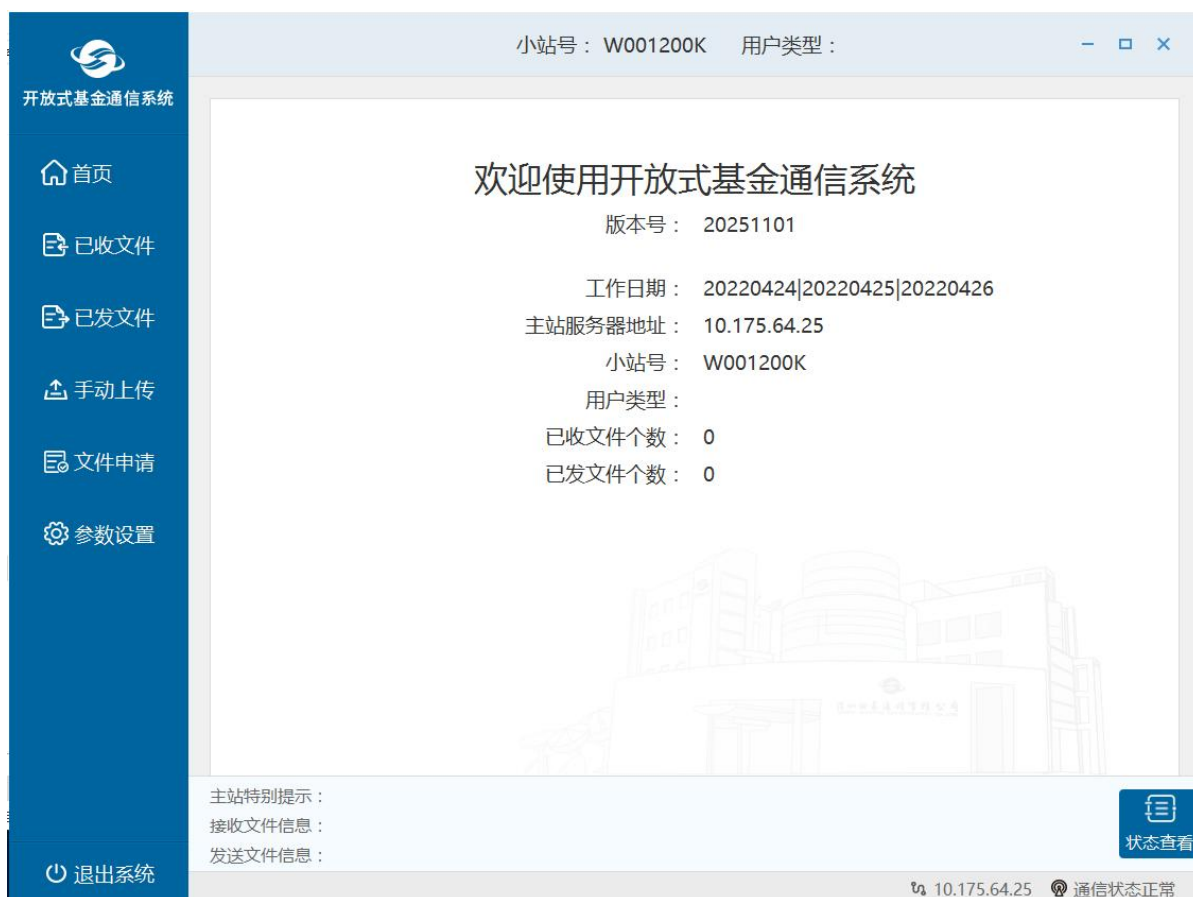 开放式基金通信系统
小站号： W001200K 用户类型：
首页
已收文件
已发文件
手动上传
文件申请
参数设置
退出系统
欢迎使用开放式基金通信系统
版本号： 20251101
工作日期： 20220424|20220425|20220426
主站服务器地址： 10.175.64.25
小站号： W001200K
用户类型：
已收文件个数： 0
已发文件个数： 0
主站特别提示：
接收文件信息：
发送文件信息：
状态查看
10.175.64.25 通信状态正常